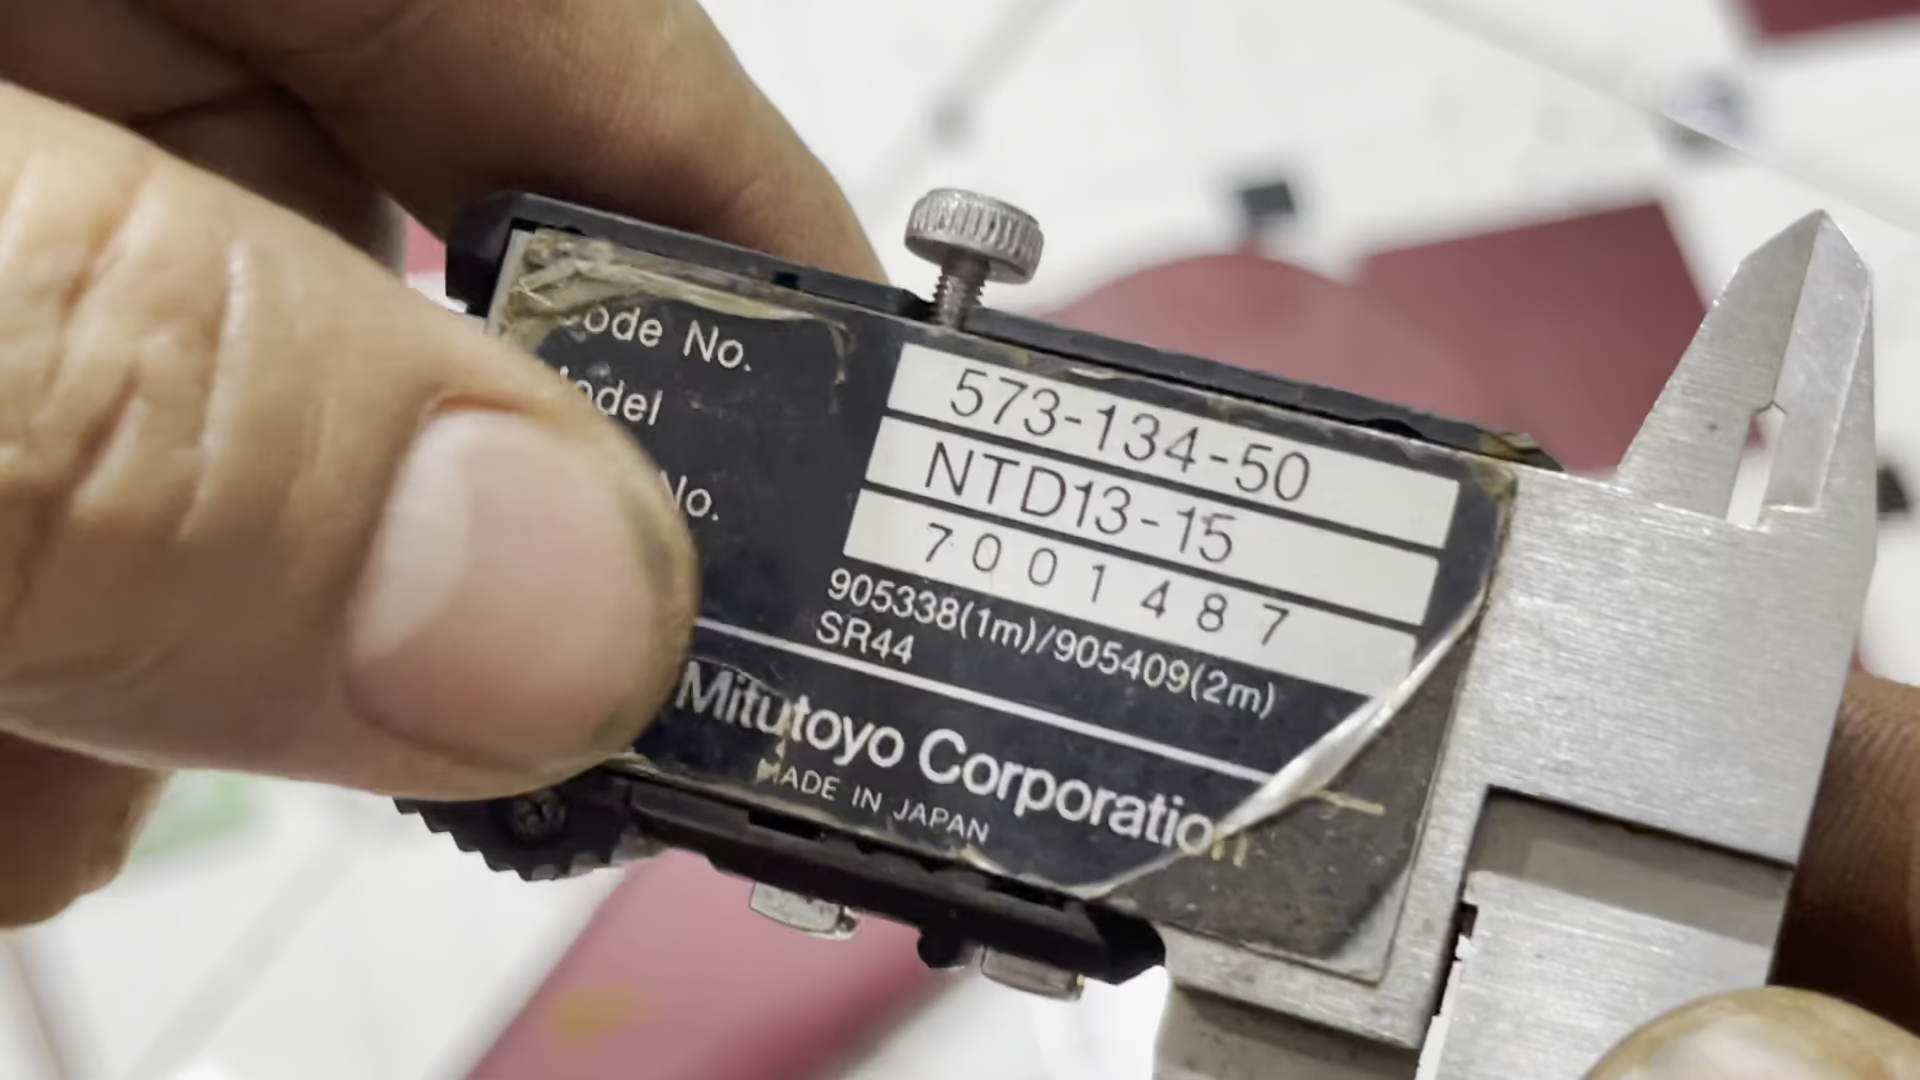 ode No. 573-134-50
odel NTD13-15
No. 7001487
905338(1m)/905409(2m)
SR44
Mitutoyo Corporation
MADE IN JAPAN